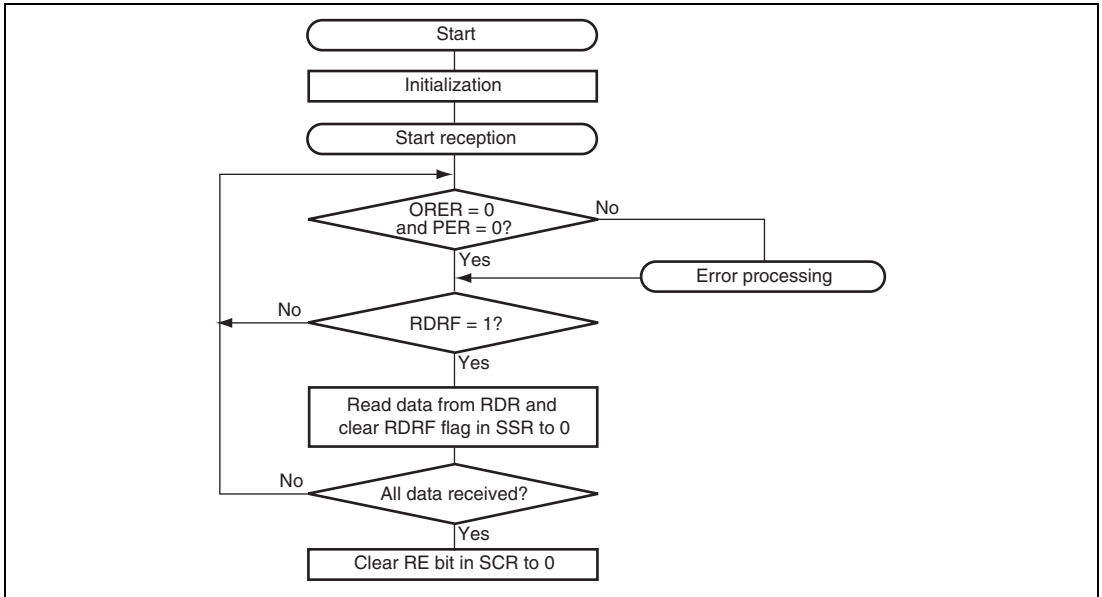 Start
Initialization
Start reception
ORER = 0
and PER = 0?
No
Yes
Error processing
No
RDRF = 1?
Yes
Read data from RDR and
clear RDRF flag in SSR to 0
No
All data received?
Yes
Clear RE bit in SCR to 0